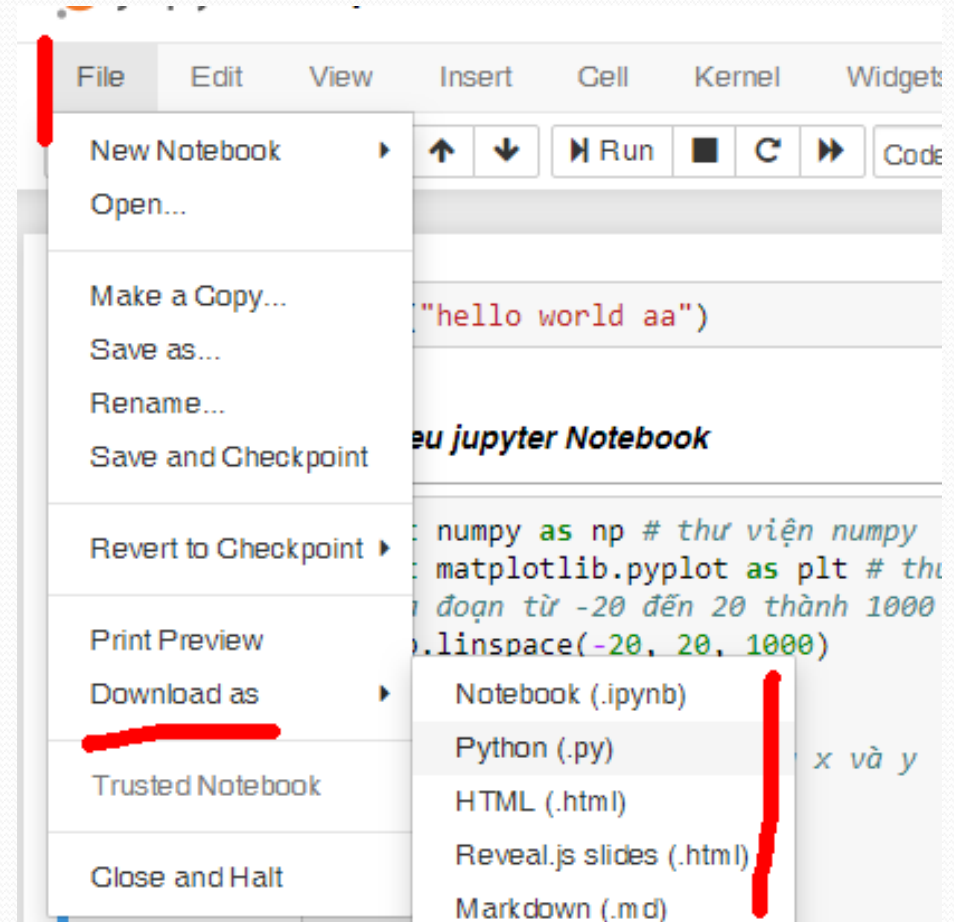 File Edit View Insert Cell Kernel Widgets
New Notebook
Run Code
Open...
Make a Copy...
"hello world aa")
Save as...
Rename...
eu jupyter Notebook
Save and Checkpoint
numpy as np # thư viện numpy
Revert to Checkpoint
matplotlib.pyplot as plt # thư
đoạn từ -20 đến 20 thành 1000
Print Preview
.linspace(-20, 20, 1000)
Download as
Notebook (.ipynb)
Python (.py)
x và y
Trusted Notebook
HTML (.html)
Reveal.js slides (.html)
Close and Halt
Markdown (.md)